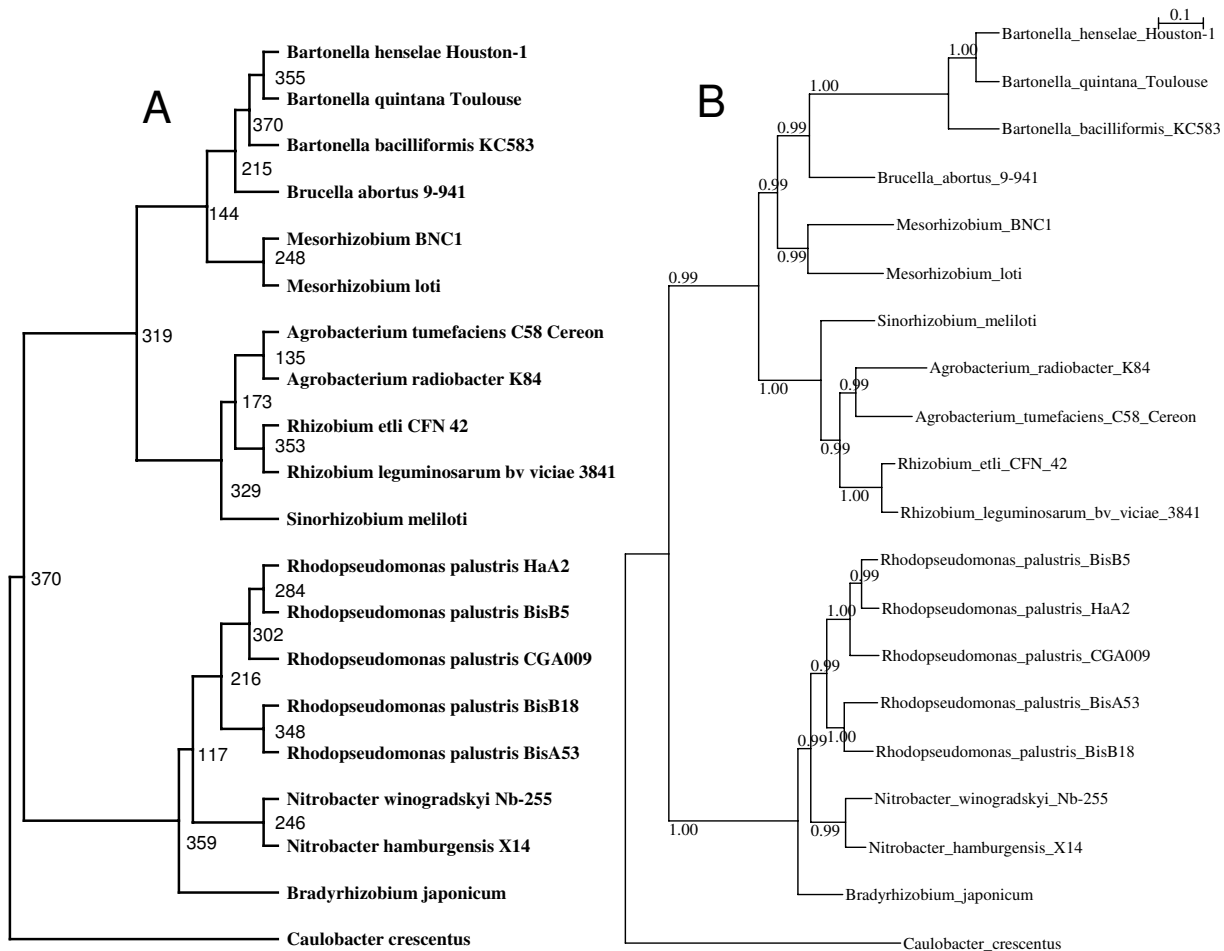 A
Bartonella henselae Houston-1
355
Bartonella quintana Toulouse
370
Bartonella bacilliformis KC583
215
Brucella abortus 9-941
144
Mesorhizobium BNC1
248
Mesorhizobium loti
319
Agrobacterium tumefaciens C58 Cereon
135
Agrobacterium radiobacter K84
173
Rhizobium etli CFN 42
353
Rhizobium leguminosarum bv viciae 3841
329
Sinorhizobium meliloti
370
Rhodopseudomonas palustris HaA2
284
Rhodopseudomonas palustris BisB5
302
Rhodopseudomonas palustris CGA009
216
Rhodopseudomonas palustris BisB18
348
Rhodopseudomonas palustris BisA53
117
Nitrobacter winogradskyi Nb-255
246
Nitrobacter hamburgensis X14
359
Bradyrhizobium japonicum
Caulobacter crescentus
B
0.1
Bartonella_henselae_Houston-1
1.00
Bartonella_quintana_Toulouse
1.00
Bartonella_bacilliformis_KC583
0.99
Brucella_abortus_9-941
0.99
Mesorhizobium_BNC1
0.99
Mesorhizobium_loti
0.99
Sinorhizobium_meliloti
Agrobacterium_radiobacter_K84
0.99
1.00
Agrobacterium_tumefaciens_C58_Cereon
0.99
Rhizobium_etli_CFN_42
1.00
Rhizobium_leguminosarum_bv_viciae_3841
Rhodopseudomonas_palustris_BisB5
0.99
Rhodopseudomonas_palustris_HaA2
1.00
Rhodopseudomonas_palustris_CGA009
0.99
Rhodopseudomonas_palustris_BisA53
1.00
0.99
Rhodopseudomonas_palustris_BisB18
Nitrobacter_winogradskyi_Nb-255
0.99
1.00
Nitrobacter_hamburgensis_X14
Bradyrhizobium_japonicum
Caulobacter_crescentus